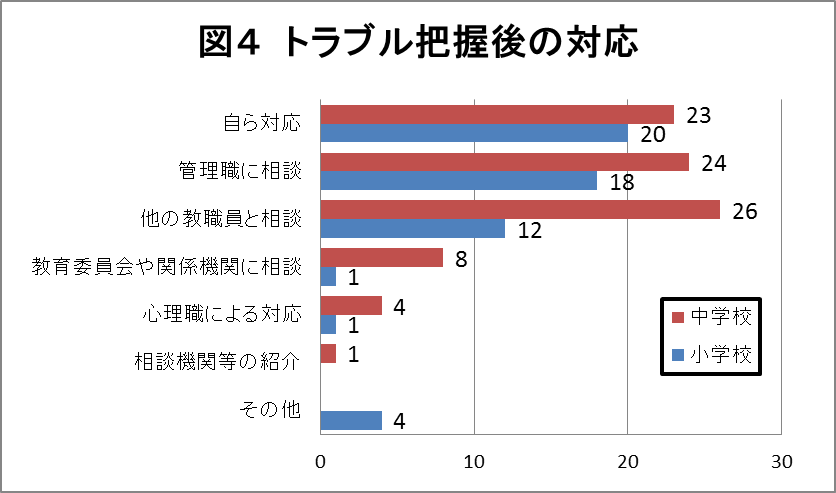 図４ トラブル把握後の対応
自ら対応
23
20
管理職に相談
24
18
他の教職員と相談
26
12
教育委員会や関係機関に相談
8
1
心理職による対応
4
1
相談機関等の紹介
1
その他
4
中学校
小学校
0 10 20 30